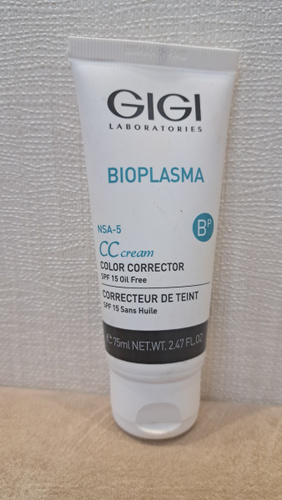 GIGI
LABORATORIES
BIOPLASMA
NSA-5
BP
CC cream
COLOR CORRECTOR
SPF 15 Oil Free
CORRECTEUR DE TEINT
SPF 15 Sans Huile
75ml NET.WT. 2.47 FL.OZ